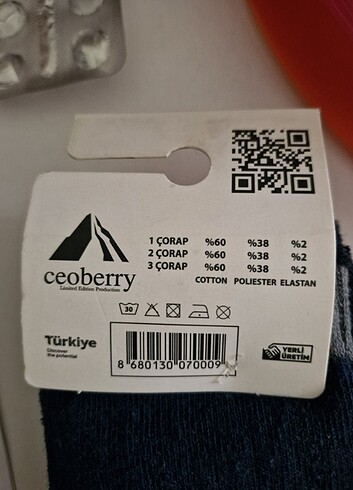 1 ÇORAP %60 %38 %2
2 ÇORAP %60 %38 %2
3 ÇORAP %60 %38 %2
COTTON POLIESTER ELASTAN
ceoberry
Limited Edition Production
30
Türkiye
Discover
the potential
8 680130 070009
YERLİ
ÜRETİM